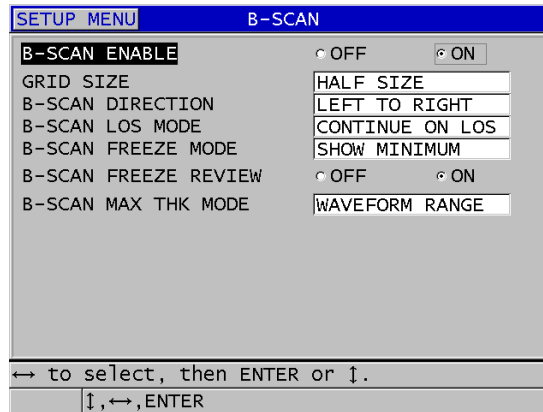 SETUP MENU B-SCAN
B-SCAN ENABLE OFF ON
GRID SIZE HALF SIZE
B-SCAN DIRECTION LEFT TO RIGHT
B-SCAN LOS MODE CONTINUE ON LOS
B-SCAN FREEZE MODE SHOW MINIMUM
B-SCAN FREEZE REVIEW OFF ON
B-SCAN MAX THK MODE WAVEFORM RANGE
↔ to select, then ENTER or ↕.
↕,↔,ENTER